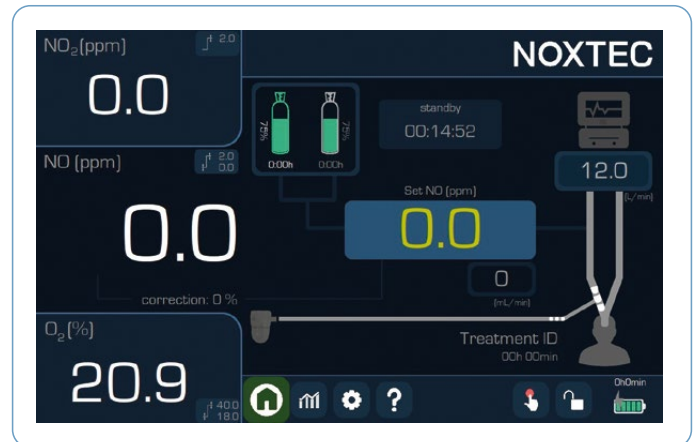 NO₂(ppm)
2.0
0.0
NO (ppm)
2.0
0.0
0.0
correction: 0 %
O₂(%)
20.9
40.0
18.0
NOXTEC
75%
75%
0:00h
0:00h
standby
00:14:52
12.0
(L/min)
Set NO (ppm)
0.0
0
(mL/min)
Treatment ID
00h 00min
?
0h0min